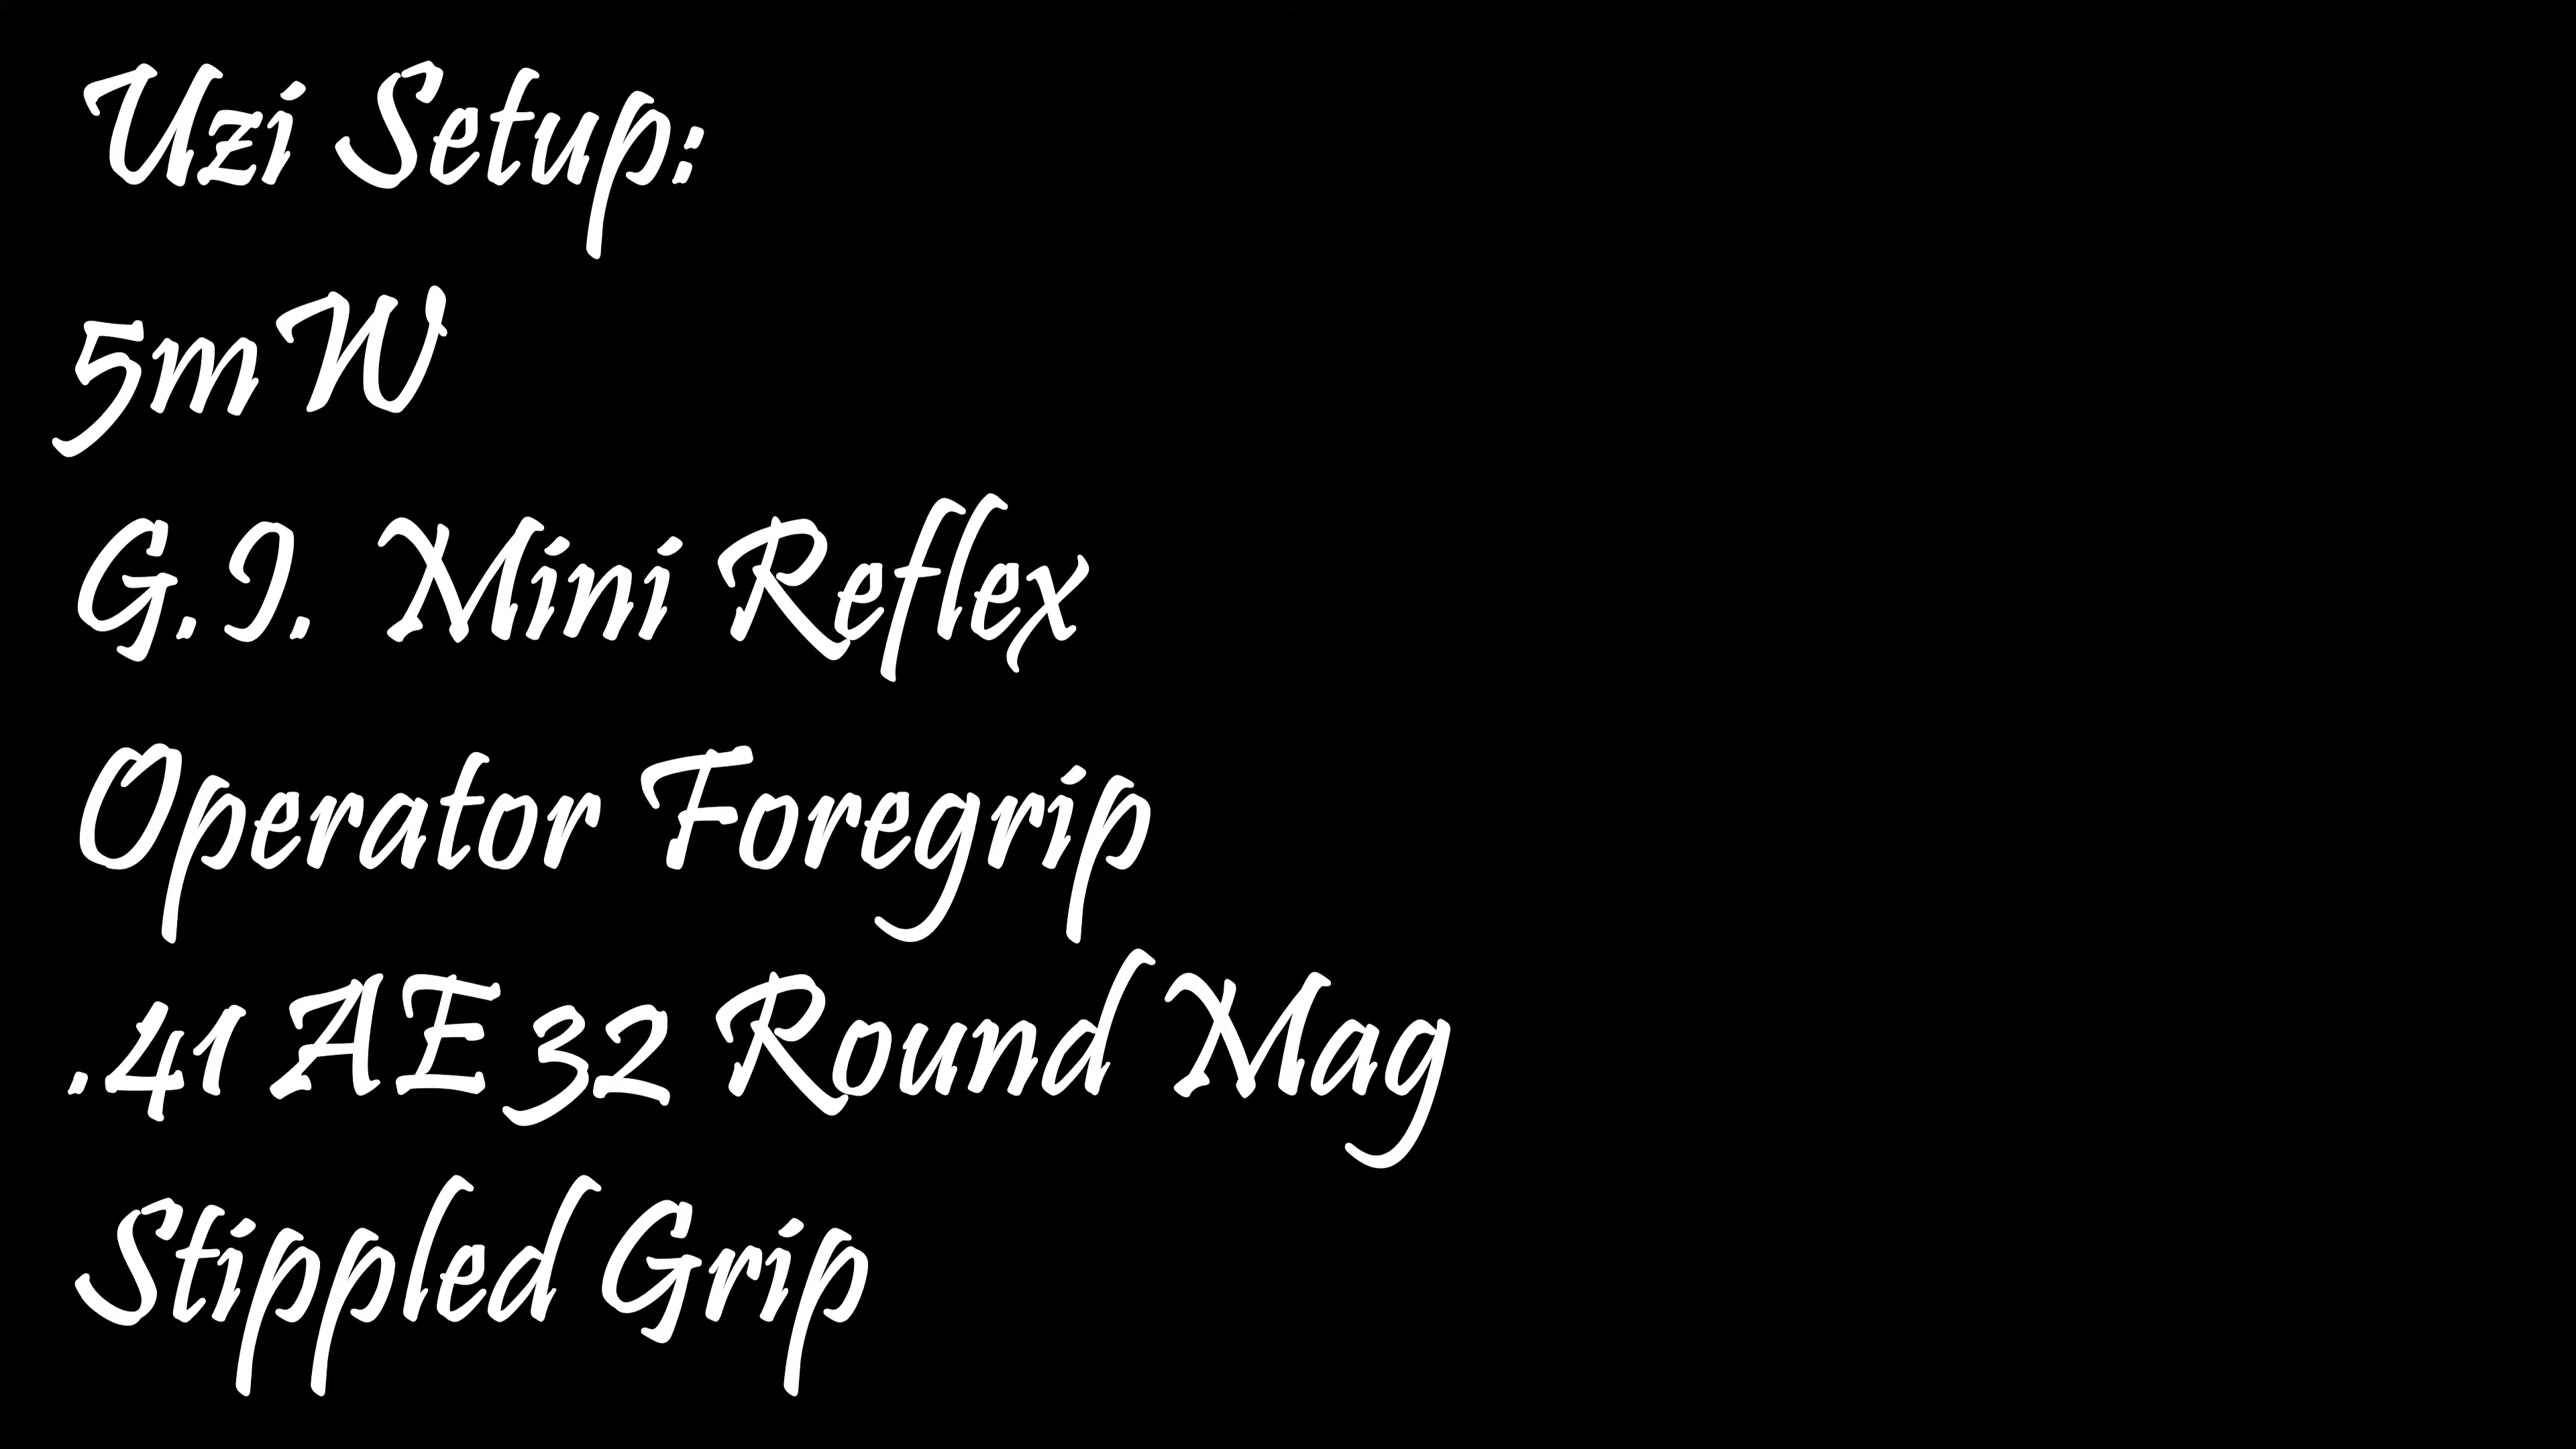 Uzi Setup:
5mW
G.I. Mini Reflex
Operator Foregrip
.41 AE 32 Round Mag
Stippled Grip